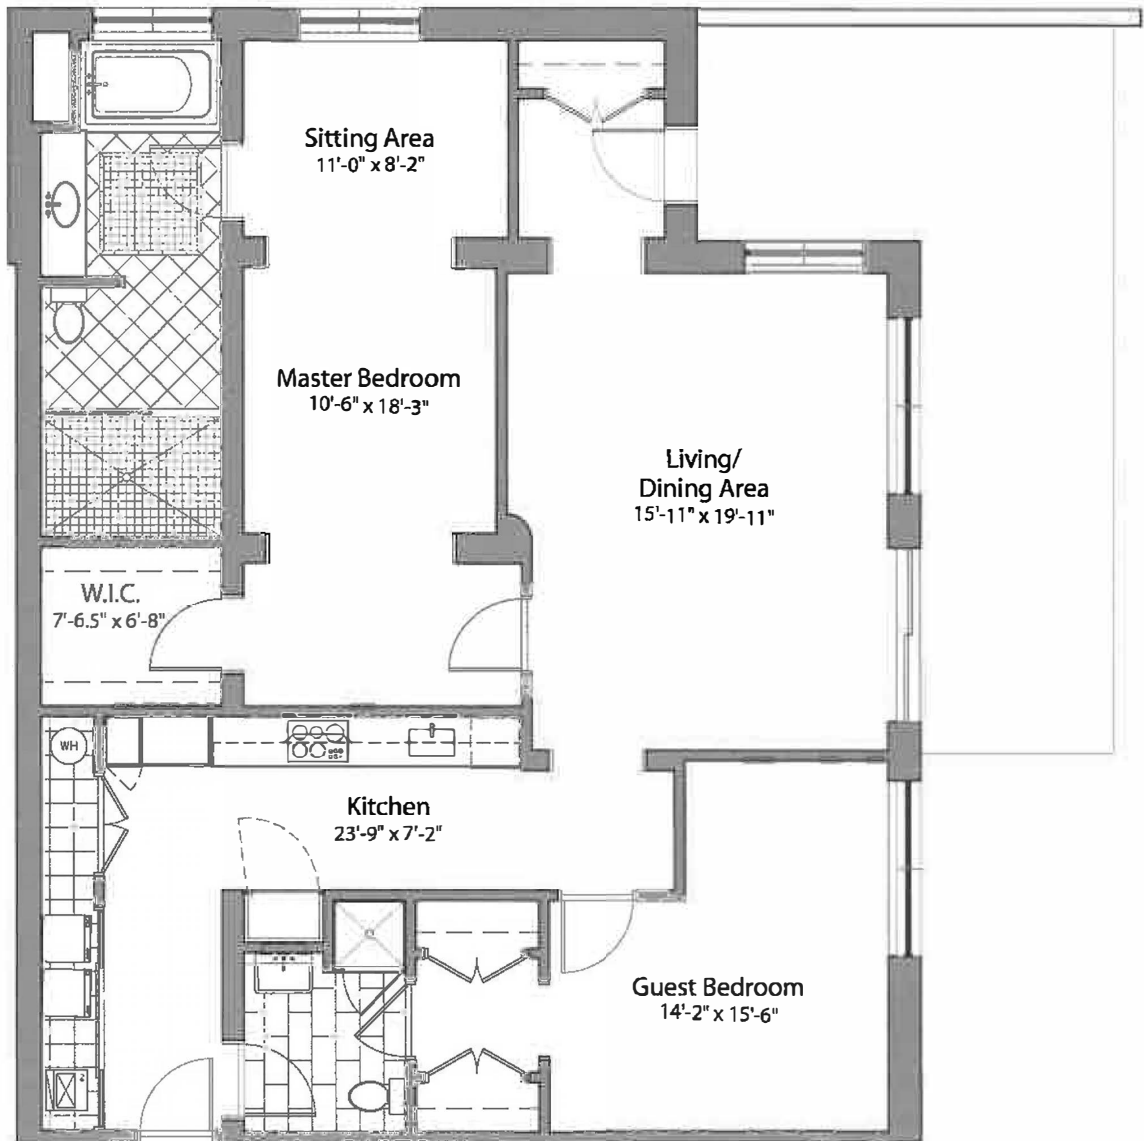 Sitting Area
11'-0" x 8'-2"
Master Bedroom
10'-6" x 18'-3"
Living/
Dining Area
15'-11" x 19'-11"
W.I.C.
7'-6.5" x 6'-8"
WH
Kitchen
23'-9" x 7'-2"
Guest Bedroom
14'-2" x 15'-6"